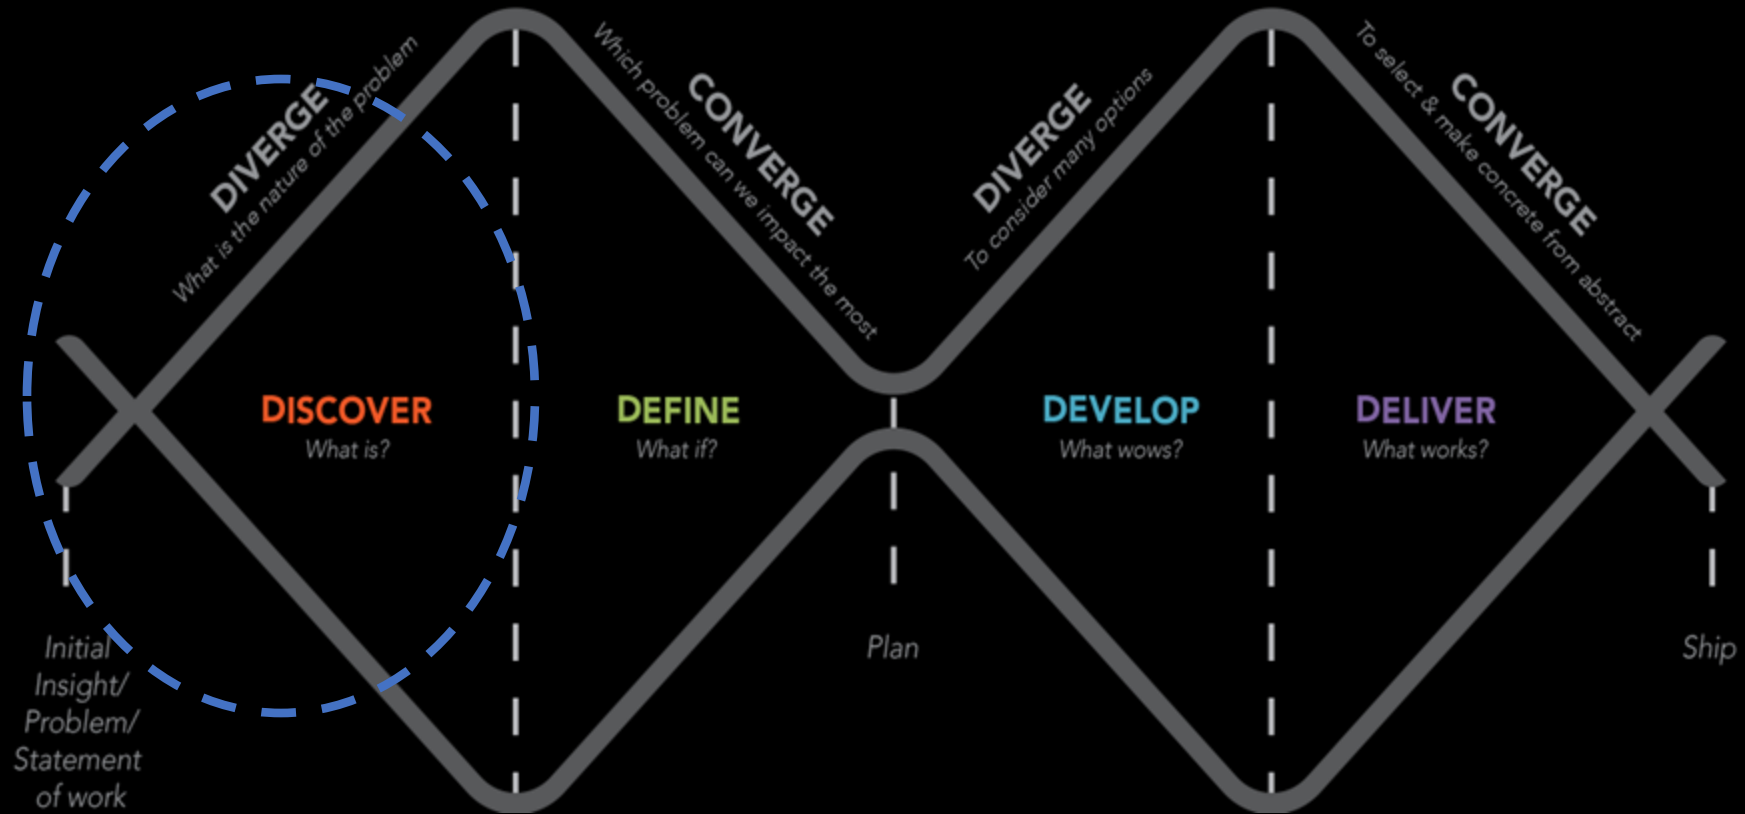 DIVERGE
What is the nature of the problem
CONVERGE
Which problem can we impact the most
DIVERGE
To consider many options
CONVERGE
To select & make concrete from abstract
DISCOVER
What is?
DEFINE
What if?
DEVELOP
What wows?
DELIVER
What works?
Initial
Insight/
Problem/
Statement
of work
Plan
Ship